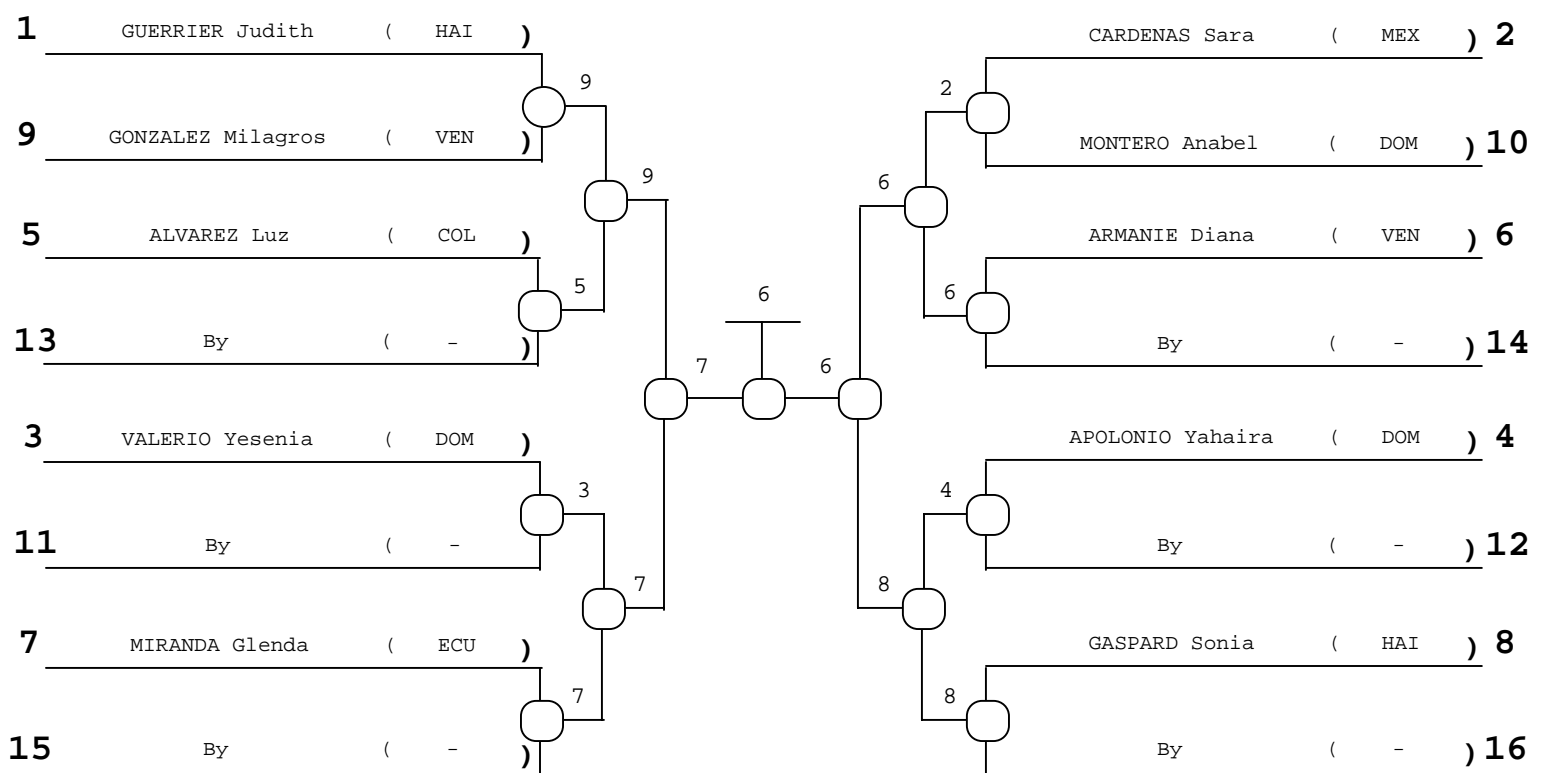 1 GUERRIER Judith ( HAI )
CARDENAS Sara ( MEX ) 2
9
2
9 GONZALEZ Milagros ( VEN )
MONTERO Anabel ( DOM ) 10
9
6
5 ALVAREZ Luz ( COL )
ARMANIE Diana ( VEN ) 6
5
6
6
13 By ( - )
By ( - ) 14
7
6
3 VALERIO Yesenia ( DOM )
APOLONIO Yahaira ( DOM ) 4
3
4
11 By ( - )
By ( - ) 12
7
8
7 MIRANDA Glenda ( ECU )
GASPARD Sonia ( HAI ) 8
7
8
15 By ( - )
By ( - ) 16